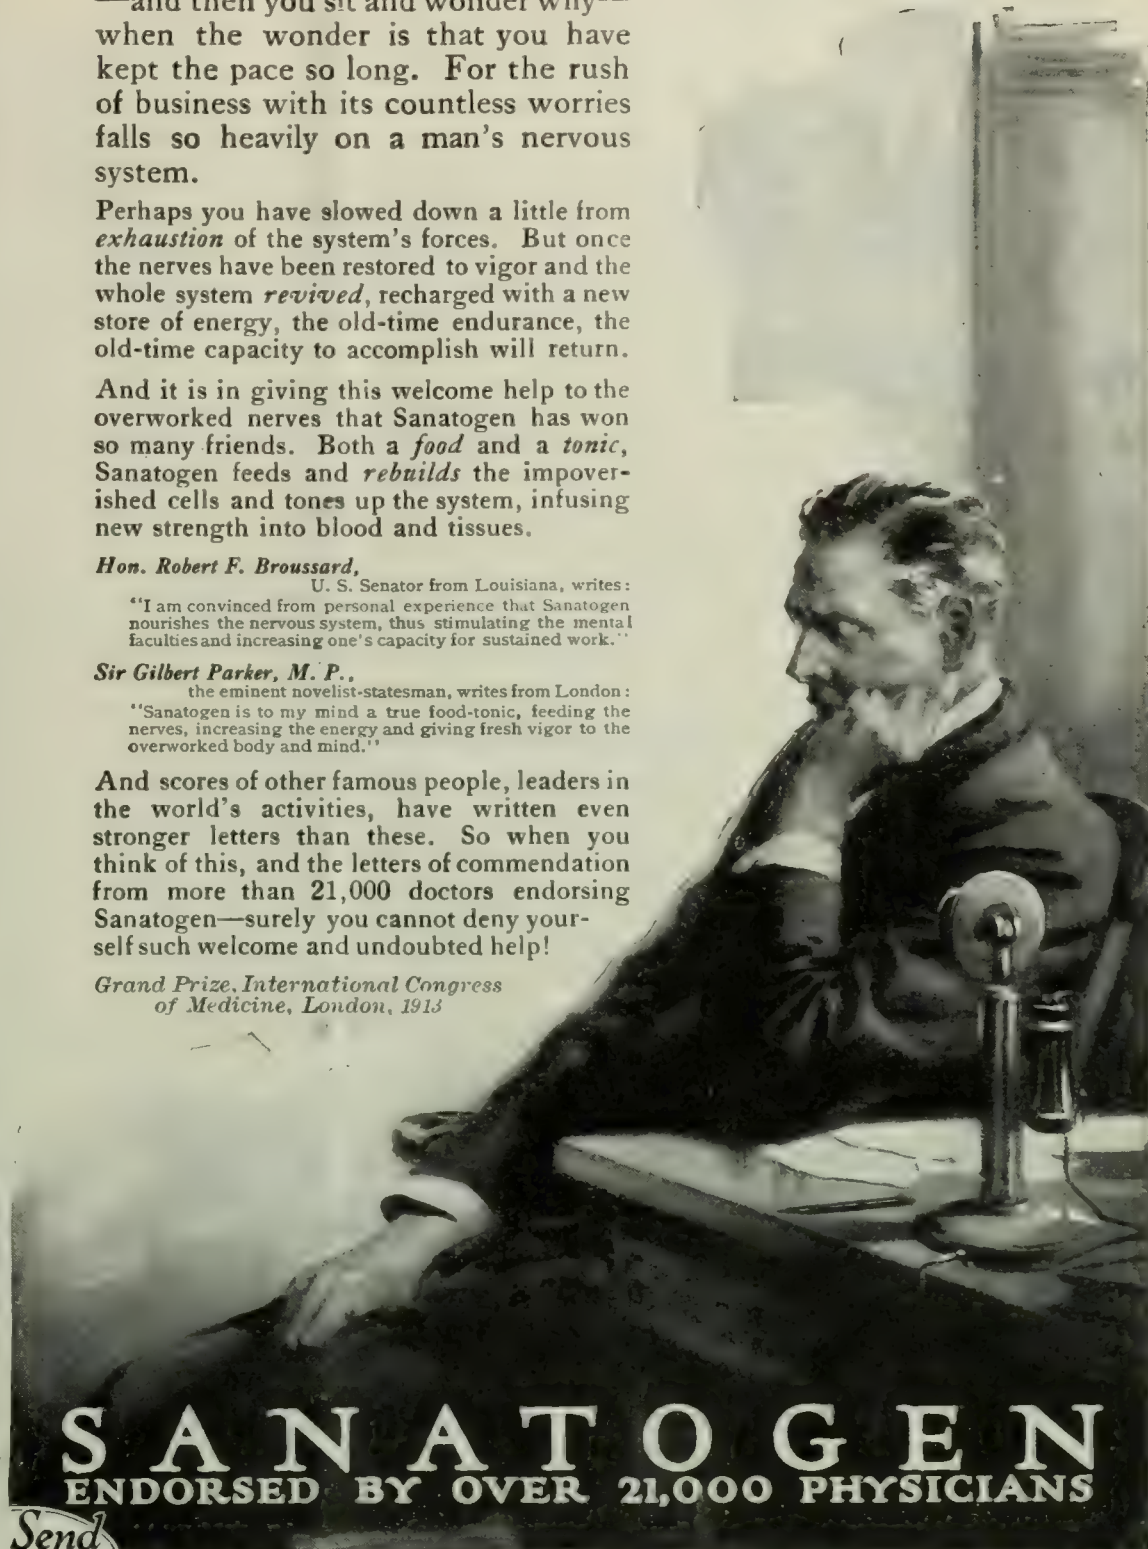 —and then you sit and wonder why—
when the wonder is that you have
kept the pace so long. For the rush
of business with its countless worries
falls so heavily on a man's nervous
system.
Perhaps you have slowed down a little from
exhaustion of the system's forces. But once
the nerves have been restored to vigor and the
whole system revived, recharged with a new
store of energy, the old-time endurance, the
old-time capacity to accomplish will return.
And it is in giving this welcome help to the
overworked nerves that Sanatogen has won
so many friends. Both a food and a tonic,
Sanatogen feeds and rebuilds the impover-
ished cells and tones up the system, infusing
new strength into blood and tissues.
Hon. Robert F. Broussard,
U. S. Senator from Louisiana, writes:
"I am convinced from personal experience that Sanatogen
nourishes the nervous system, thus stimulating the mental
faculties and increasing one's capacity for sustained work."
Sir Gilbert Parker, M. P.,
the eminent novelist-statesman, writes from London:
"Sanatogen is to my mind a true food-tonic, feeding the
nerves, increasing the energy and giving fresh vigor to the
overworked body and mind."
And scores of other famous people, leaders in
the world's activities, have written even
stronger letters than these. So when you
think of this, and the letters of commendation
from more than 21,000 doctors endorsing
Sanatogen—surely you cannot deny your-
self such welcome and undoubted help!
Grand Prize, International Congress
of Medicine, London, 1913
SANATOGEN
ENDORSED BY OVER 21,000 PHYSICIANS
Send